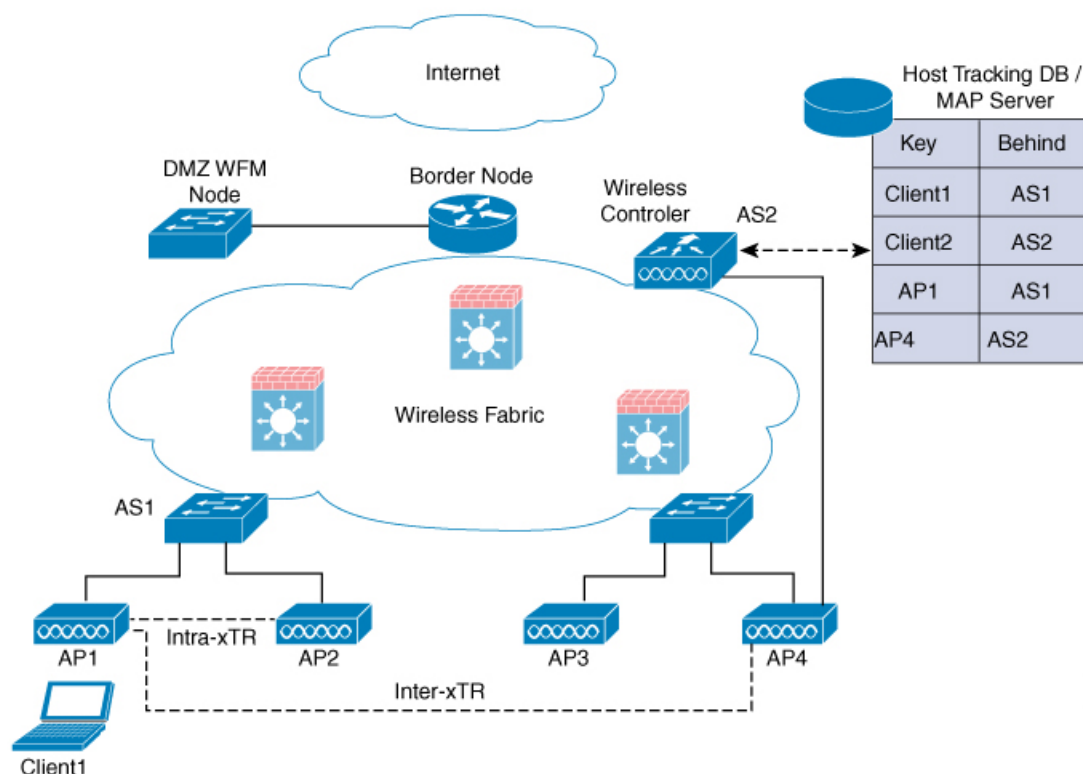 Internet
Host Tracking DB /
MAP Server
Key Behind
Client1 AS1
Client2 AS2
AP1 AS1
AP4 AS2
DMZ WFM
Node
Border Node
Wireless
Controler
AS2
Wireless Fabric
AS1
Intra-xTR
AP1
AP2
AP3
AP4
Inter-xTR
Client1